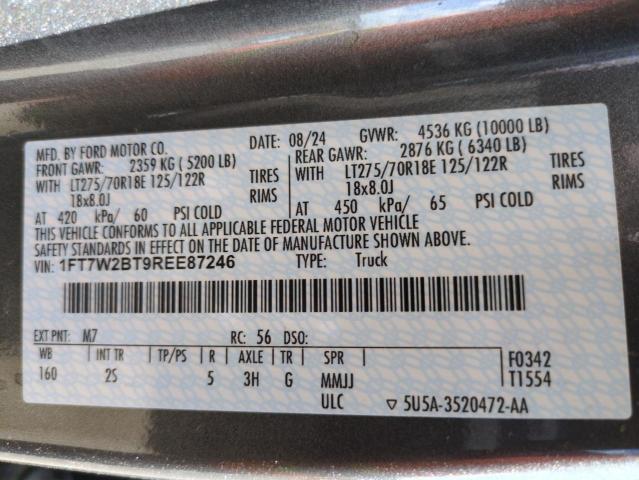 MFD. BY FORD MOTOR CO.
DATE: 08/24 GVWR: 4536 KG (10000 LB)
FRONT GAWR: 2359 KG ( 5200 LB)
REAR GAWR: 2876 KG ( 6340 LB)
WITH LT275/70R18E 125/122R TIRES
WITH LT275/70R18E 125/122R TIRES
18x8.0J RIMS
18x8.0J RIMS
AT 420 kPa/ 60 PSI COLD
AT 450 kPa/ 65 PSI COLD
THIS VEHICLE CONFORMS TO ALL APPLICABLE FEDERAL MOTOR VEHICLE
SAFETY STANDARDS IN EFFECT ON THE DATE OF MANUFACTURE SHOWN ABOVE.
VIN: 1FT7W2BT9REE87246 TYPE: Truck
EXT PNT: M7 RC: 56 DSO:
WB INT TR TP/PS R AXLE TR SPR F0342
160 2S 5 3H G MMJJ T1554
ULC ▽ 5U5A-3520472-AA